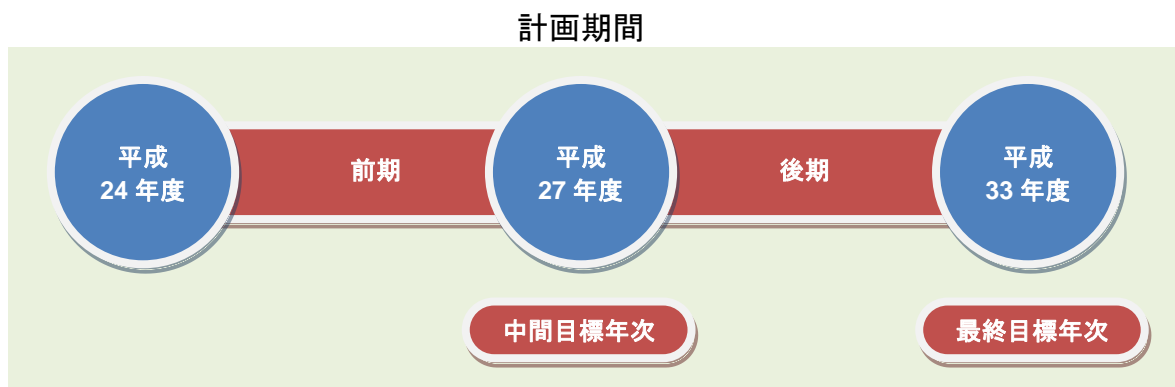 計画期間
平成
24 年度
前期
平成
27 年度
後期
平成
33 年度
中間目標年次
最終目標年次